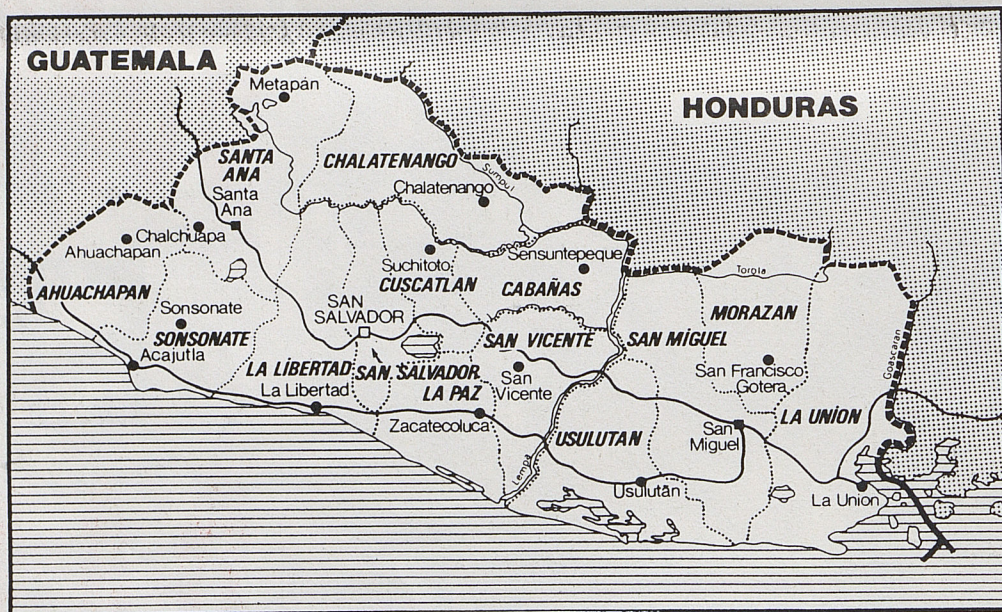 GUATEMALA
HONDURAS
Metapán
SANTA
ANA
CHALATENANGO
Sumpul
Santa
Ana
Chalatenango
Chalchuapa
Ahuachapan
Suchitoto
Sensuntepeque
CUSCATLAN
CABAÑAS
Torola
AHUACHAPAN
Sonsonate
SONSONATE
SAN
SALVADOR
MORAZAN
SAN VICENTE
SAN MIGUEL
Goascaran
Acajutla
LA LIBERTAD
SAN SALVADOR
San Francisco
Gotera
La Libertad
LA PAZ
San
Vicente
Zacatecoluca
USULUTAN
San
Miguel
LA UNION
Lempa
Usulután
La Union